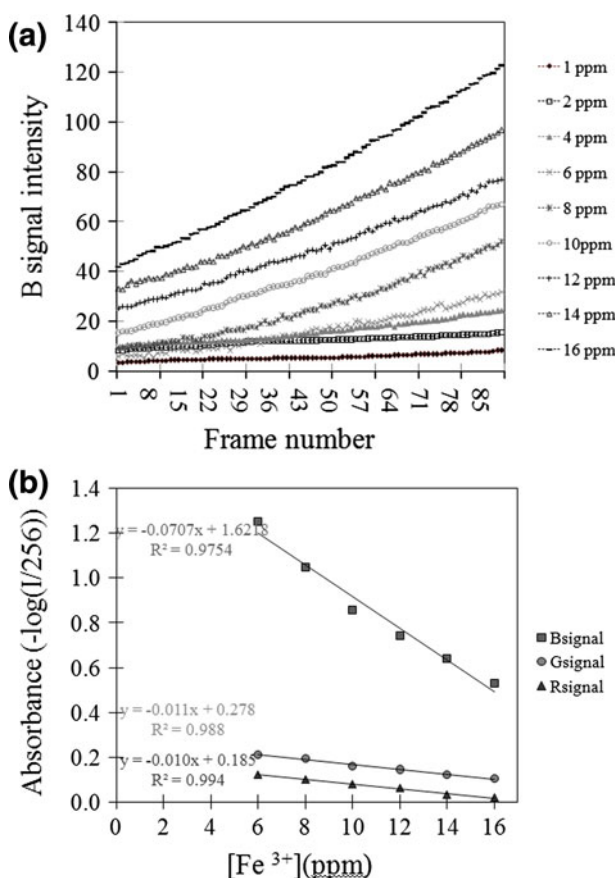 (a)
140
120
100
80
60
40
20
0
B signal intensity
1 8 15 22 29 36 43 50 57 64 71 78 85
Frame number
1 ppm
2 ppm
4 ppm
6 ppm
8 ppm
10ppm
12 ppm
14 ppm
16 ppm
(b)
1.4
1.2
1.0
0.8
0.6
0.4
0.2
0.0
Absorbance (-log(I/256))
y = -0.0707x + 1.6218
R² = 0.9754
y = -0.011x + 0.278
R² = 0.988
y = -0.010x + 0.185
R² = 0.994
0 2 4 6 8 10 12 14 16
[Fe ³⁺](ppm)
Bsignal
Gsignal
Rsignal